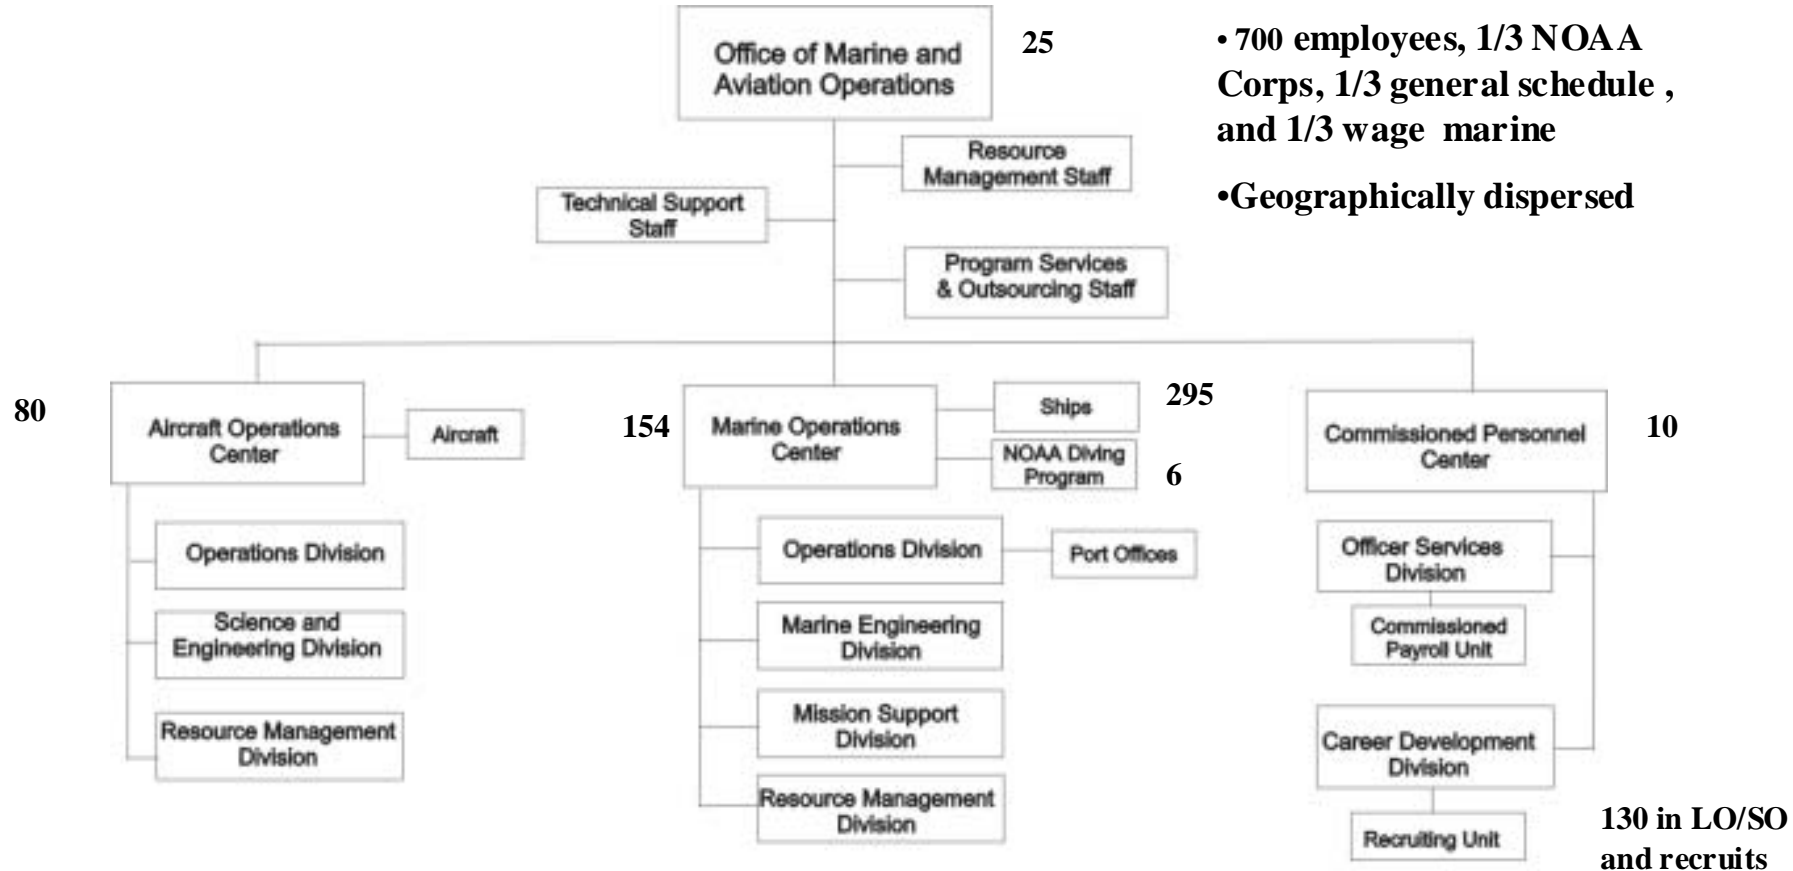 Office of Marine and
Aviation Operations
25
• 700 employees, 1/3 NOAA
Corps, 1/3 general schedule ,
and 1/3 wage marine
•Geographically dispersed
Resource
Management Staff
Technical Support
Staff
Program Services
& Outsourcing Staff
80
Aircraft Operations
Center
Aircraft
154
Marine Operations
Center
Ships
295
NOAA Diving
Program
6
Commissioned Personnel
Center
10
Operations Division
Science and
Engineering Division
Resource Management
Division
Operations Division
Port Offices
Marine Engineering
Division
Mission Support
Division
Resource Management
Division
Officer Services
Division
Commissioned
Payroll Unit
Career Development
Division
Recruiting Unit
130 in LO/SO
and recruits